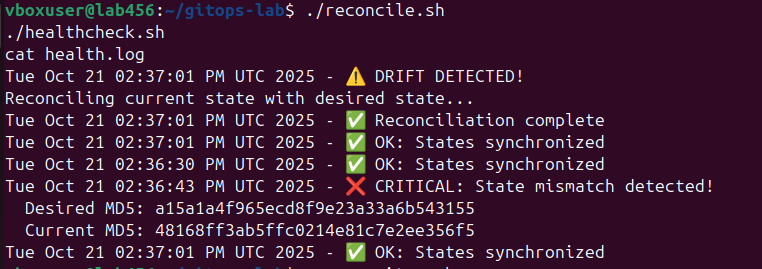 vboxuser@lab456:~/gitops-lab$ ./reconcile.sh
./healthcheck.sh
cat health.log
Tue Oct 21 02:37:01 PM UTC 2025 - ⚠️ DRIFT DETECTED!
Reconciling current state with desired state...
Tue Oct 21 02:37:01 PM UTC 2025 - ✅ Reconciliation complete
Tue Oct 21 02:37:01 PM UTC 2025 - ✅ OK: States synchronized
Tue Oct 21 02:36:30 PM UTC 2025 - ✅ OK: States synchronized
Tue Oct 21 02:36:43 PM UTC 2025 - ❌ CRITICAL: State mismatch detected!
  Desired MD5: a15a1a4f965ecd8f9e23a33a6b543155
  Current MD5: 48168ff3ab5ffc0214e81c7e2ee356f5
Tue Oct 21 02:37:01 PM UTC 2025 - ✅ OK: States synchronized